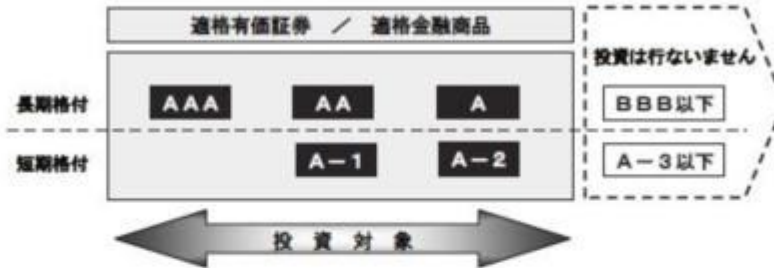 適格有価証券 / 適格金融商品
投資は行ないません
長期格付 AAA AA A BBB以下
短期格付 A-1 A-2 A-3以下
投資対象